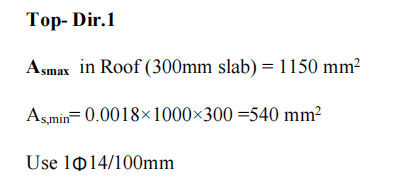 Top- Dir.1
Asmax in Roof (300mm slab) = 1150 mm²
As,min= 0.0018×1000×300 =540 mm²
Use 1Φ14/100mm